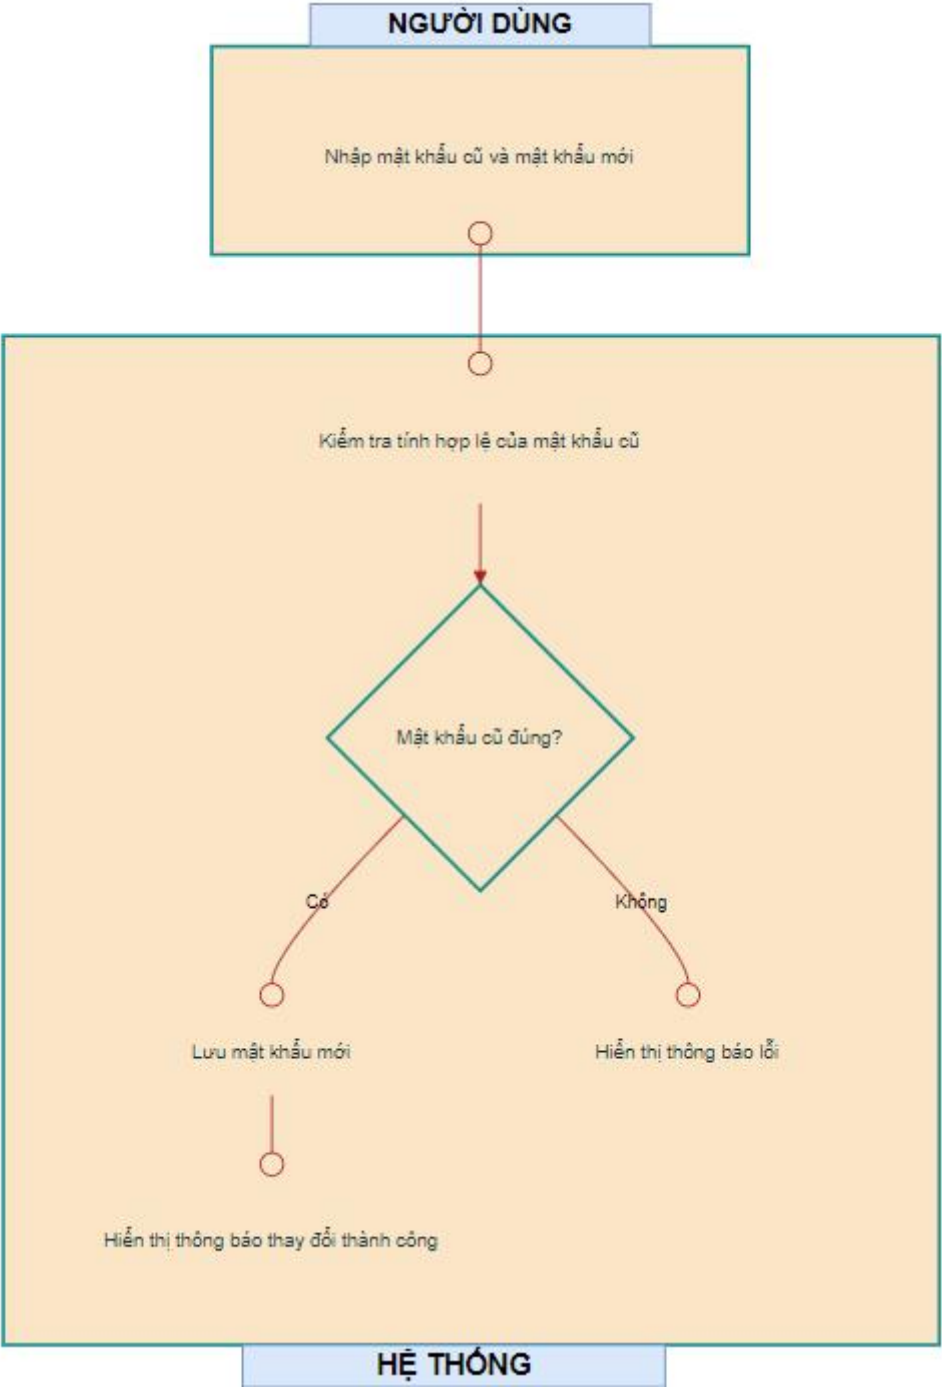 NGƯỜI DÙNG
Nhập mật khẩu cũ và mật khẩu mới
Kiểm tra tính hợp lệ của mật khẩu cũ
Mật khẩu cũ đúng?
Có
Không
Lưu mật khẩu mới
Hiển thị thông báo lỗi
Hiển thị thông báo thay đổi thành công
HỆ THỐNG